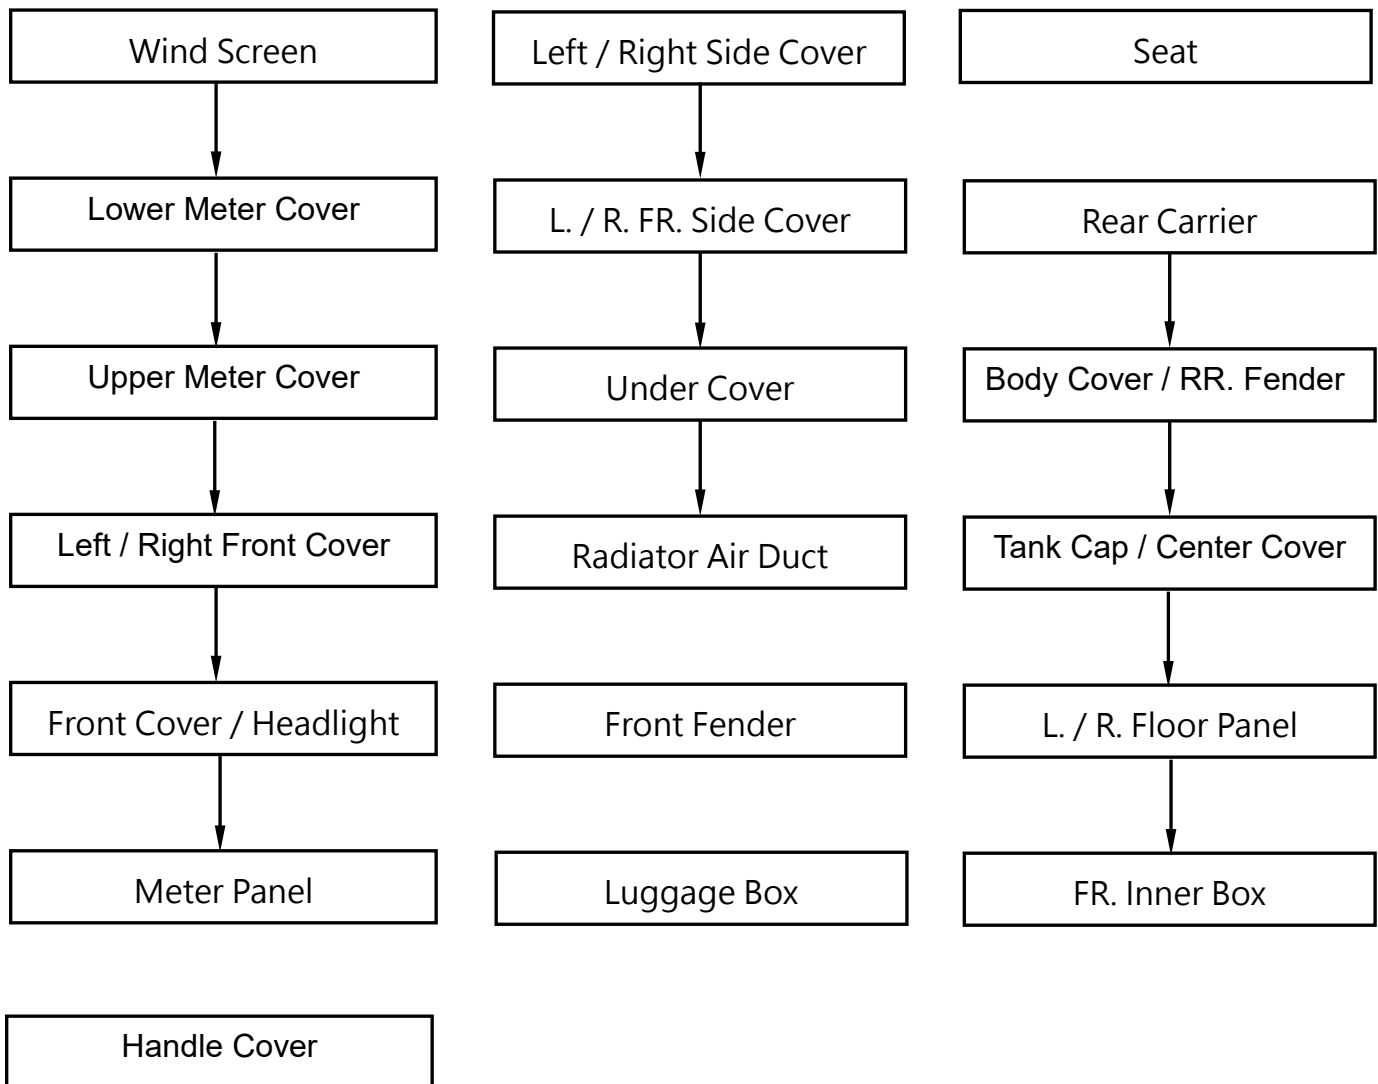 Wind Screen
Lower Meter Cover
Upper Meter Cover
Left / Right Front Cover
Front Cover / Headlight
Meter Panel
Handle Cover
Left / Right Side Cover
L. / R. FR. Side Cover
Under Cover
Radiator Air Duct
Front Fender
Luggage Box
Seat
Rear Carrier
Body Cover / RR. Fender
Tank Cap / Center Cover
L. / R. Floor Panel
FR. Inner Box